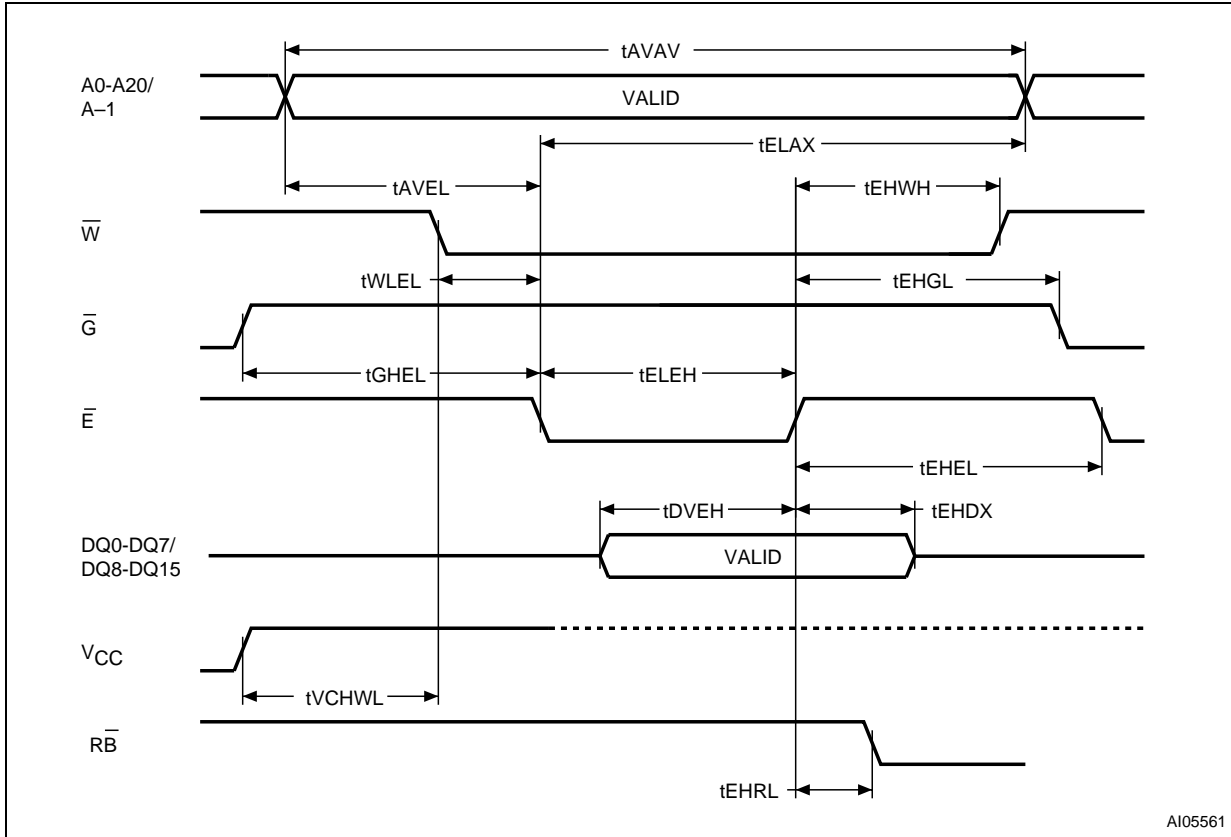 tAVAV
A0-A20/
A–1
VALID
tELAX
tAVEL
tEHWH
W̅
tWLEL
tEHGL
G̅
tGHEL
tELEH
E̅
tEHEL
tDVEH
tEHDX
DQ0-DQ7/
DQ8-DQ15
VALID
VCC
tVCHWL
RB̅
tEHRL
AI05561